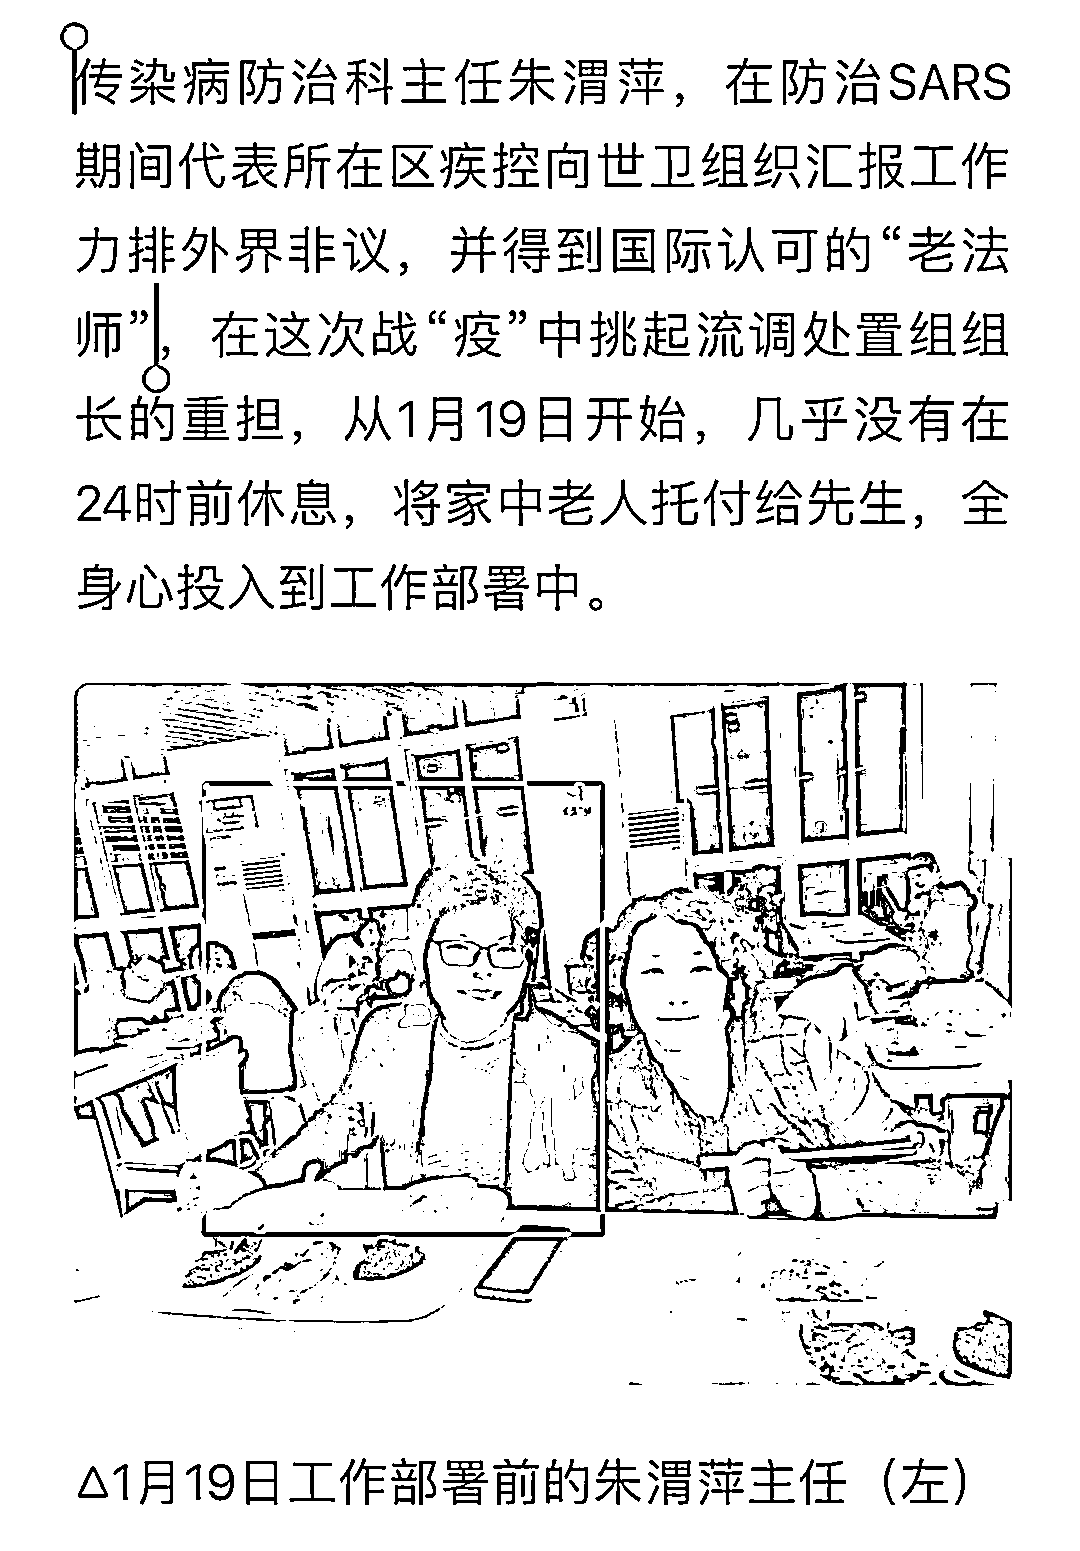 传染病防治科主任朱渭萍，在防治SARS
期间代表所在区疾控向世卫组织汇报工作
力排外界非议，并得到国际认可的“老法
师”，在这次战“疫”中挑起流调处置组组
长的重担，从1月19日开始，几乎没有在
24时前休息，将家中老人托付给先生，全
身心投入到工作部署中。
△1月19日工作部署前的朱渭萍主任（左）